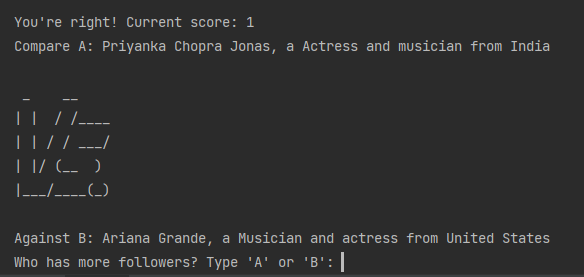 You're right! Current score: 1
Compare A: Priyanka Chopra Jonas, a Actress and musician from India
 _    __
| |  / /____
| | / / ___/
| |/ (__  )
|___/____(_)
Against B: Ariana Grande, a Musician and actress from United States
Who has more followers? Type 'A' or 'B':